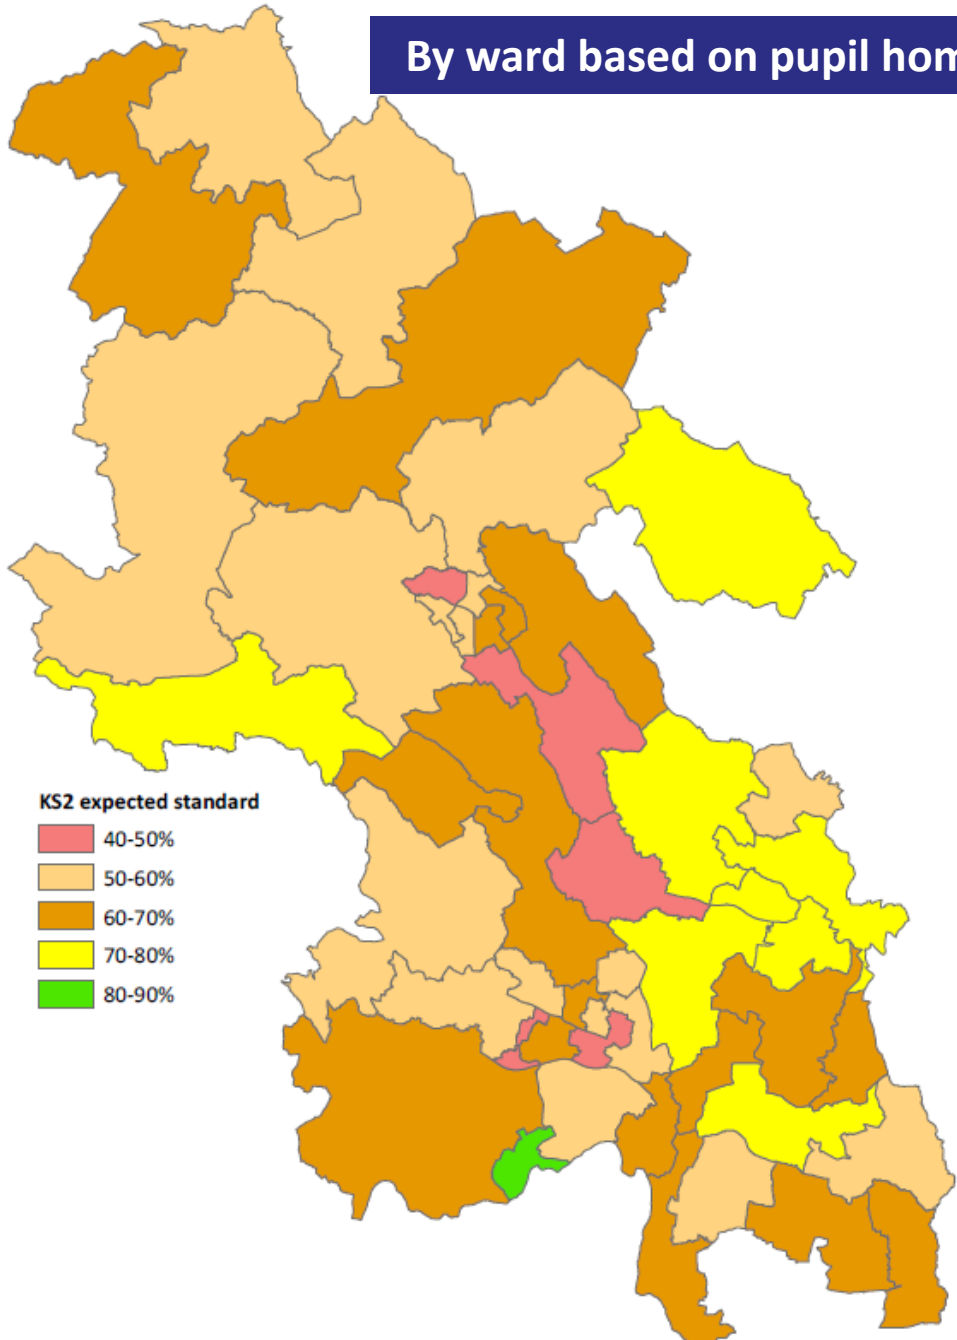 By ward based on pupil hom
KS2 expected standard
40-50%
50-60%
60-70%
70-80%
80-90%